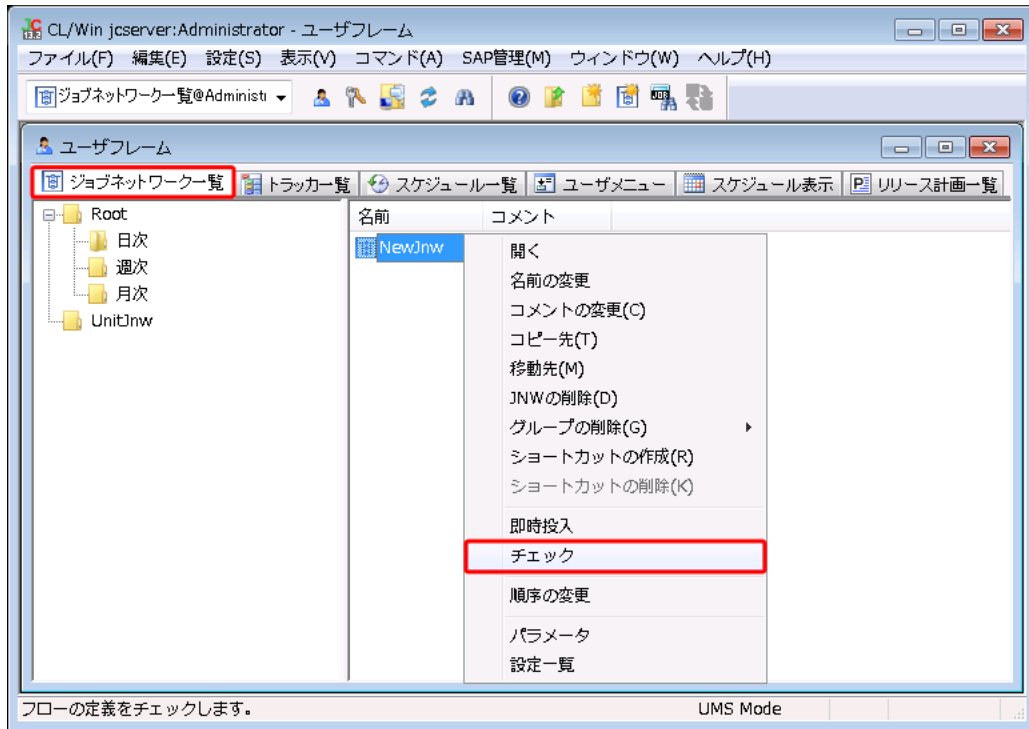 CL/Win jcserver:Administrator - ユーザフレーム
ファイル(F) 編集(E) 設定(S) 表示(V) コマンド(A) SAP管理(M) ウィンドウ(W) ヘルプ(H)
ジョブネットワーク一覧@Administr
ユーザフレーム
ジョブネットワーク一覧 トラッカー覧 スケジュール一覧 ユーザメニュー スケジュール表示 リリース計画一覧
Root
日次
週次
月次
UnitJnw
名前 コメント
NewJnw
開く
名前の変更
コメントの変更(C)
コピー先(T)
移動先(M)
JNWの削除(D)
グループの削除(G)
ショートカットの作成(R)
ショートカットの削除(K)
即時投入
チェック
順序の変更
パラメータ
設定一覧
フローの定義をチェックします。 UMS Mode